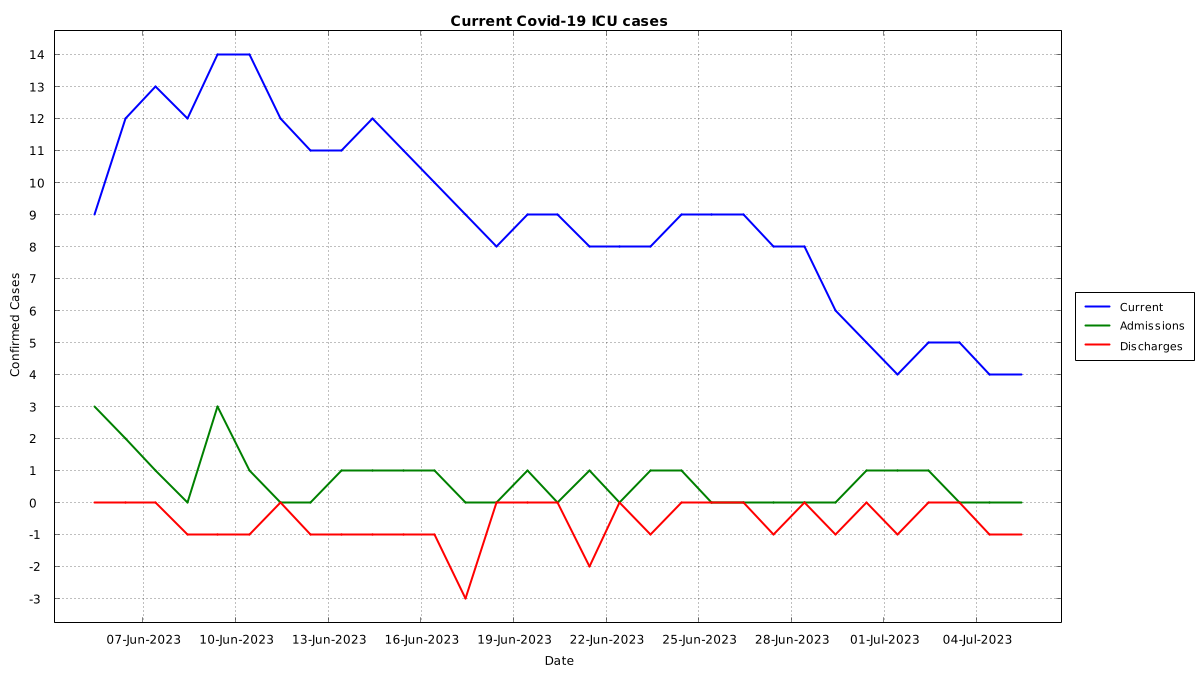 Current Covid-19 ICU cases
Confirmed Cases
14
13
12
11
10
9
8
7
6
5
4
3
2
1
0
-1
-2
-3
07-Jun-2023 10-Jun-2023 13-Jun-2023 16-Jun-2023 19-Jun-2023 22-Jun-2023 25-Jun-2023 28-Jun-2023 01-Jul-2023 04-Jul-2023
Date
Current
Admissions
Discharges